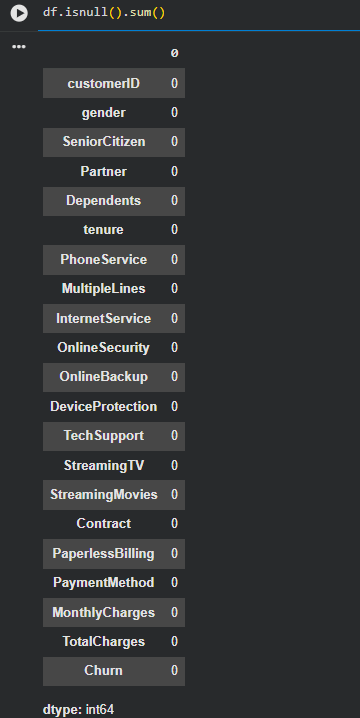 df.isnull().sum()
0
customerID 0
gender 0
SeniorCitizen 0
Partner 0
Dependents 0
tenure 0
PhoneService 0
MultipleLines 0
InternetService 0
OnlineSecurity 0
OnlineBackup 0
DeviceProtection 0
TechSupport 0
StreamingTV 0
StreamingMovies 0
Contract 0
PaperlessBilling 0
PaymentMethod 0
MonthlyCharges 0
TotalCharges 0
Churn 0
dtype: int64